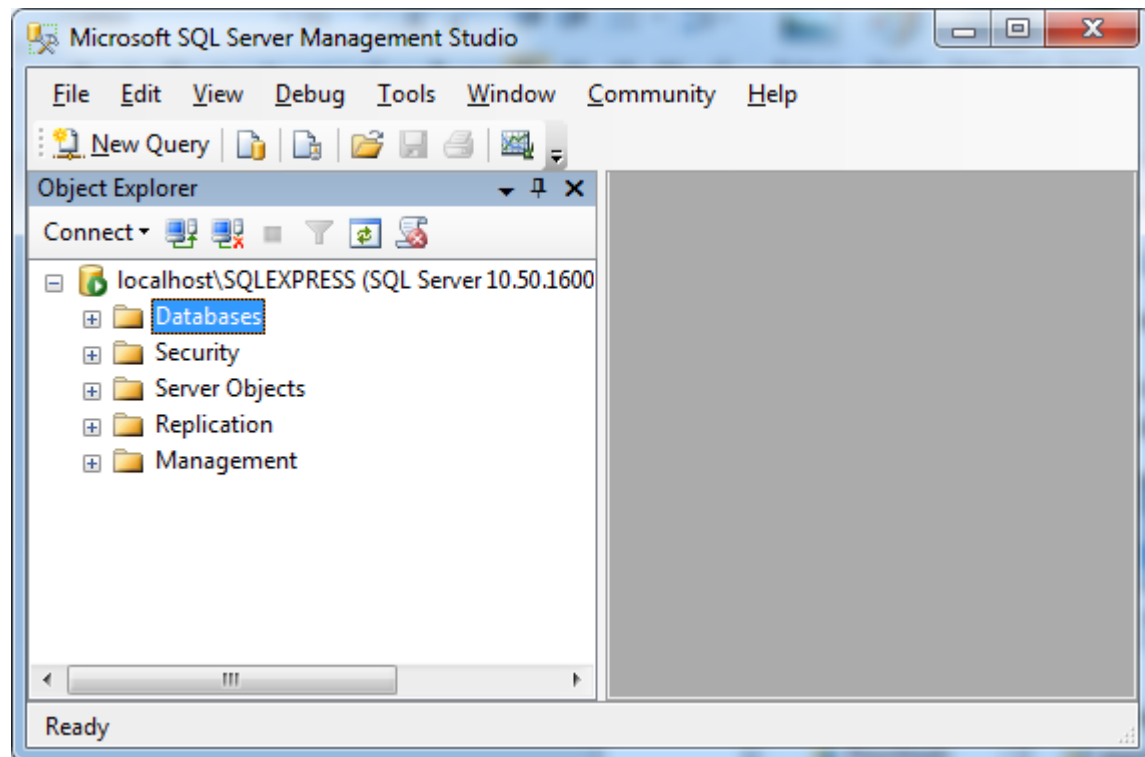 Microsoft SQL Server Management Studio
File Edit View Debug Tools Window Community Help
New Query
Object Explorer
Connect
localhost\SQLEXPRESS (SQL Server 10.50.1600
Databases
Security
Server Objects
Replication
Management
Ready